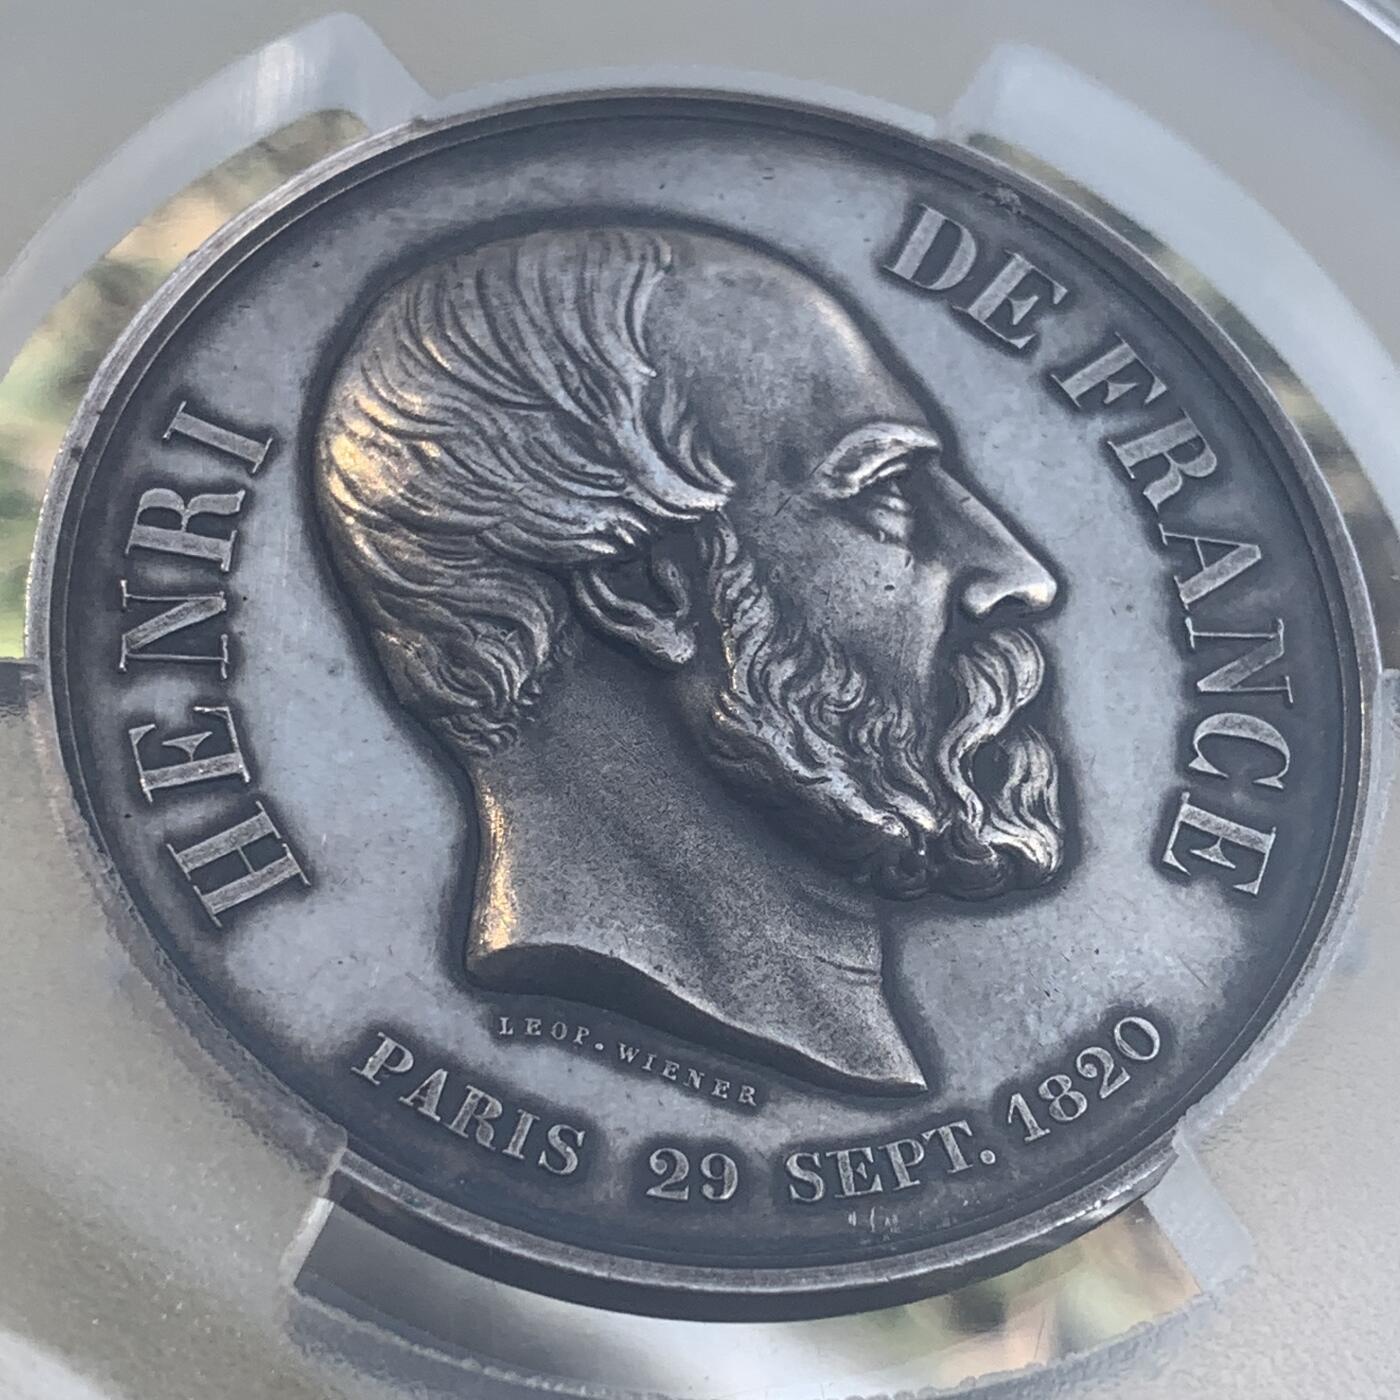 HENRI DE FRANCE
LEOP. WIENER
PARIS 29 SEPT. 1820